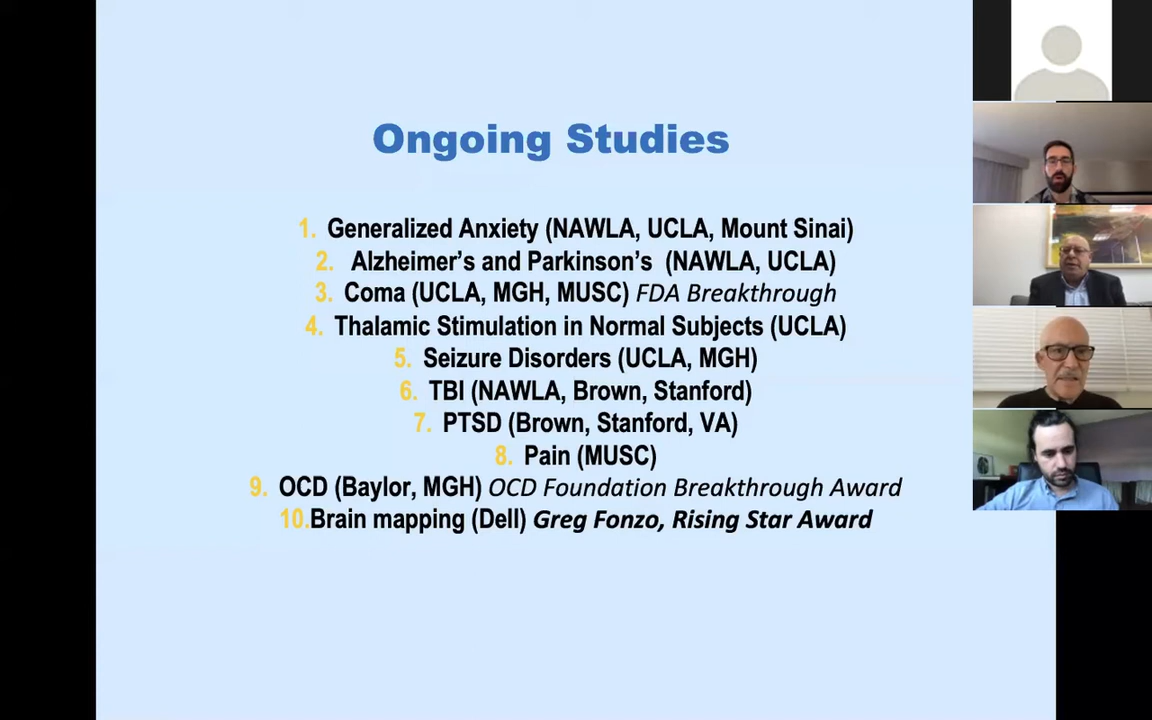 Ongoing Studies
1. Generalized Anxiety (NAWLA, UCLA, Mount Sinai)
2. Alzheimer's and Parkinson's (NAWLA, UCLA)
3. Coma (UCLA, MGH, MUSC) FDA Breakthrough
4. Thalamic Stimulation in Normal Subjects (UCLA)
5. Seizure Disorders (UCLA, MGH)
6. TBI (NAWLA, Brown, Stanford)
7. PTSD (Brown, Stanford, VA)
8. Pain (MUSC)
9. OCD (Baylor, MGH) OCD Foundation Breakthrough Award
10.Brain mapping (Dell) Greg Fonzo, Rising Star Award